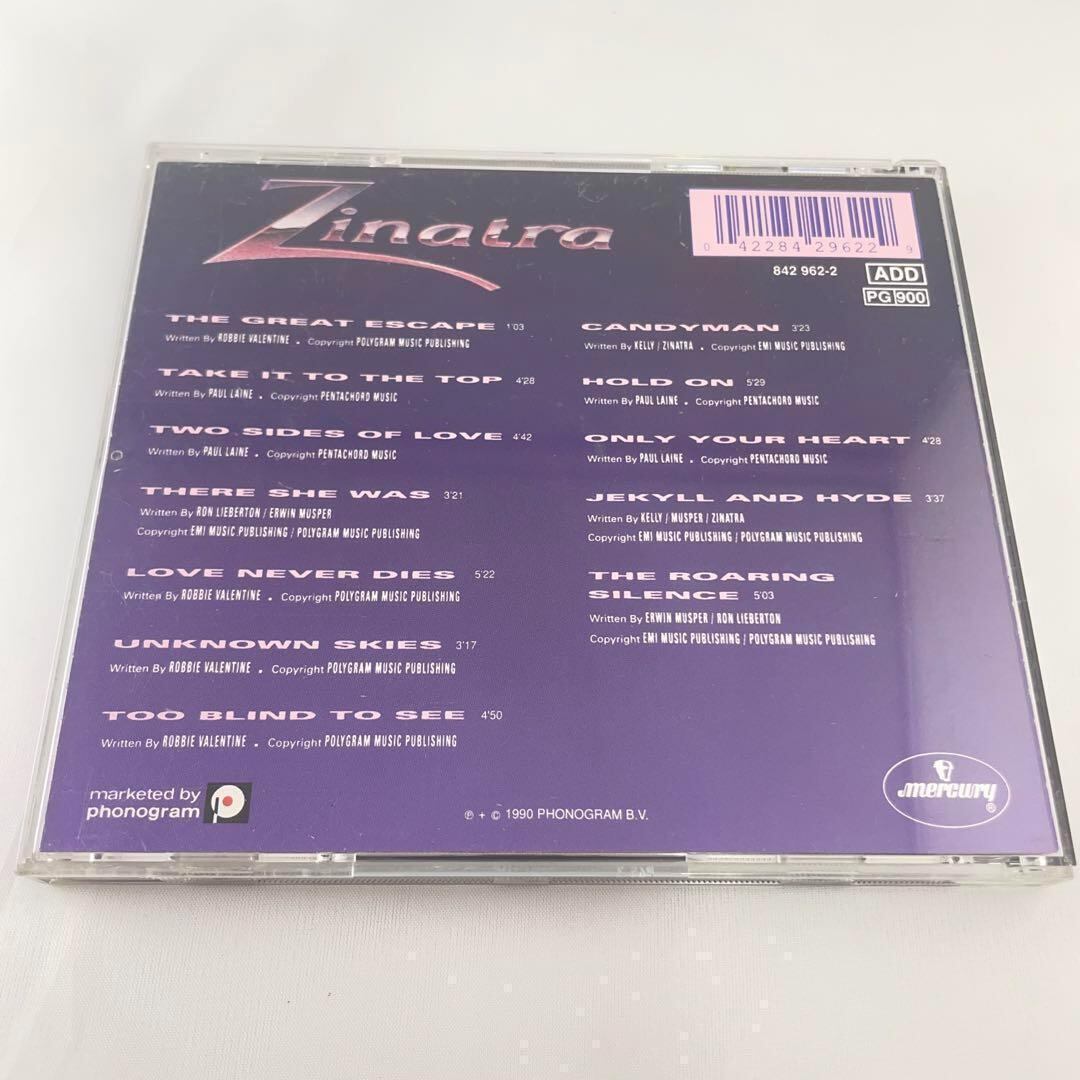 Zinatra
0 42284 29622 9
842 962-2
ADD
PG 900
THE GREAT ESCAPE 1'03
Written By ROBBIE VALENTINE . Copyright POLYGRAM MUSIC PUBLISHING
TAKE IT TO THE TOP 4'28
Written By PAUL LAINE . Copyright PENTACHORD MUSIC
TWO SIDES OF LOVE 4'42
Written By PAUL LAINE . Copyright PENTACHORD MUSIC
THERE SHE WAS 3'21
Written By RON LIEBERTON / ERWIN MUSPER
Copyright EMI MUSIC PUBLISHING / POLYGRAM MUSIC PUBLISHING
LOVE NEVER DIES 5'22
Written By ROBBIE VALENTINE . Copyright POLYGRAM MUSIC PUBLISHING
UNKNOWN SKIES 3'17
Written By ROBBIE VALENTINE . Copyright POLYGRAM MUSIC PUBLISHING
TOO BLIND TO SEE 4'50
Written By ROBBIE VALENTINE . Copyright POLYGRAM MUSIC PUBLISHING
CANDYMAN 3'23
Written By KELLY / ZINATRA . Copyright EMI MUSIC PUBLISHING
HOLD ON 5'29
Written By PAUL LAINE . Copyright PENTACHORD MUSIC
ONLY YOUR HEART 4'28
Written By PAUL LAINE . Copyright PENTACHORD MUSIC
JEKYLL AND HYDE 3'37
Written By KELLY / MUSPER / ZINATRA
Copyright EMI MUSIC PUBLISHING / POLYGRAM MUSIC PUBLISHING
THE ROARING
SILENCE 5'03
Written By ERWIN MUSPER / RON LIEBERTON
Copyright EMI MUSIC PUBLISHING / POLYGRAM MUSIC PUBLISHING
marketed by
phonogram
℗ + © 1990 PHONOGRAM B.V.
mercury ®